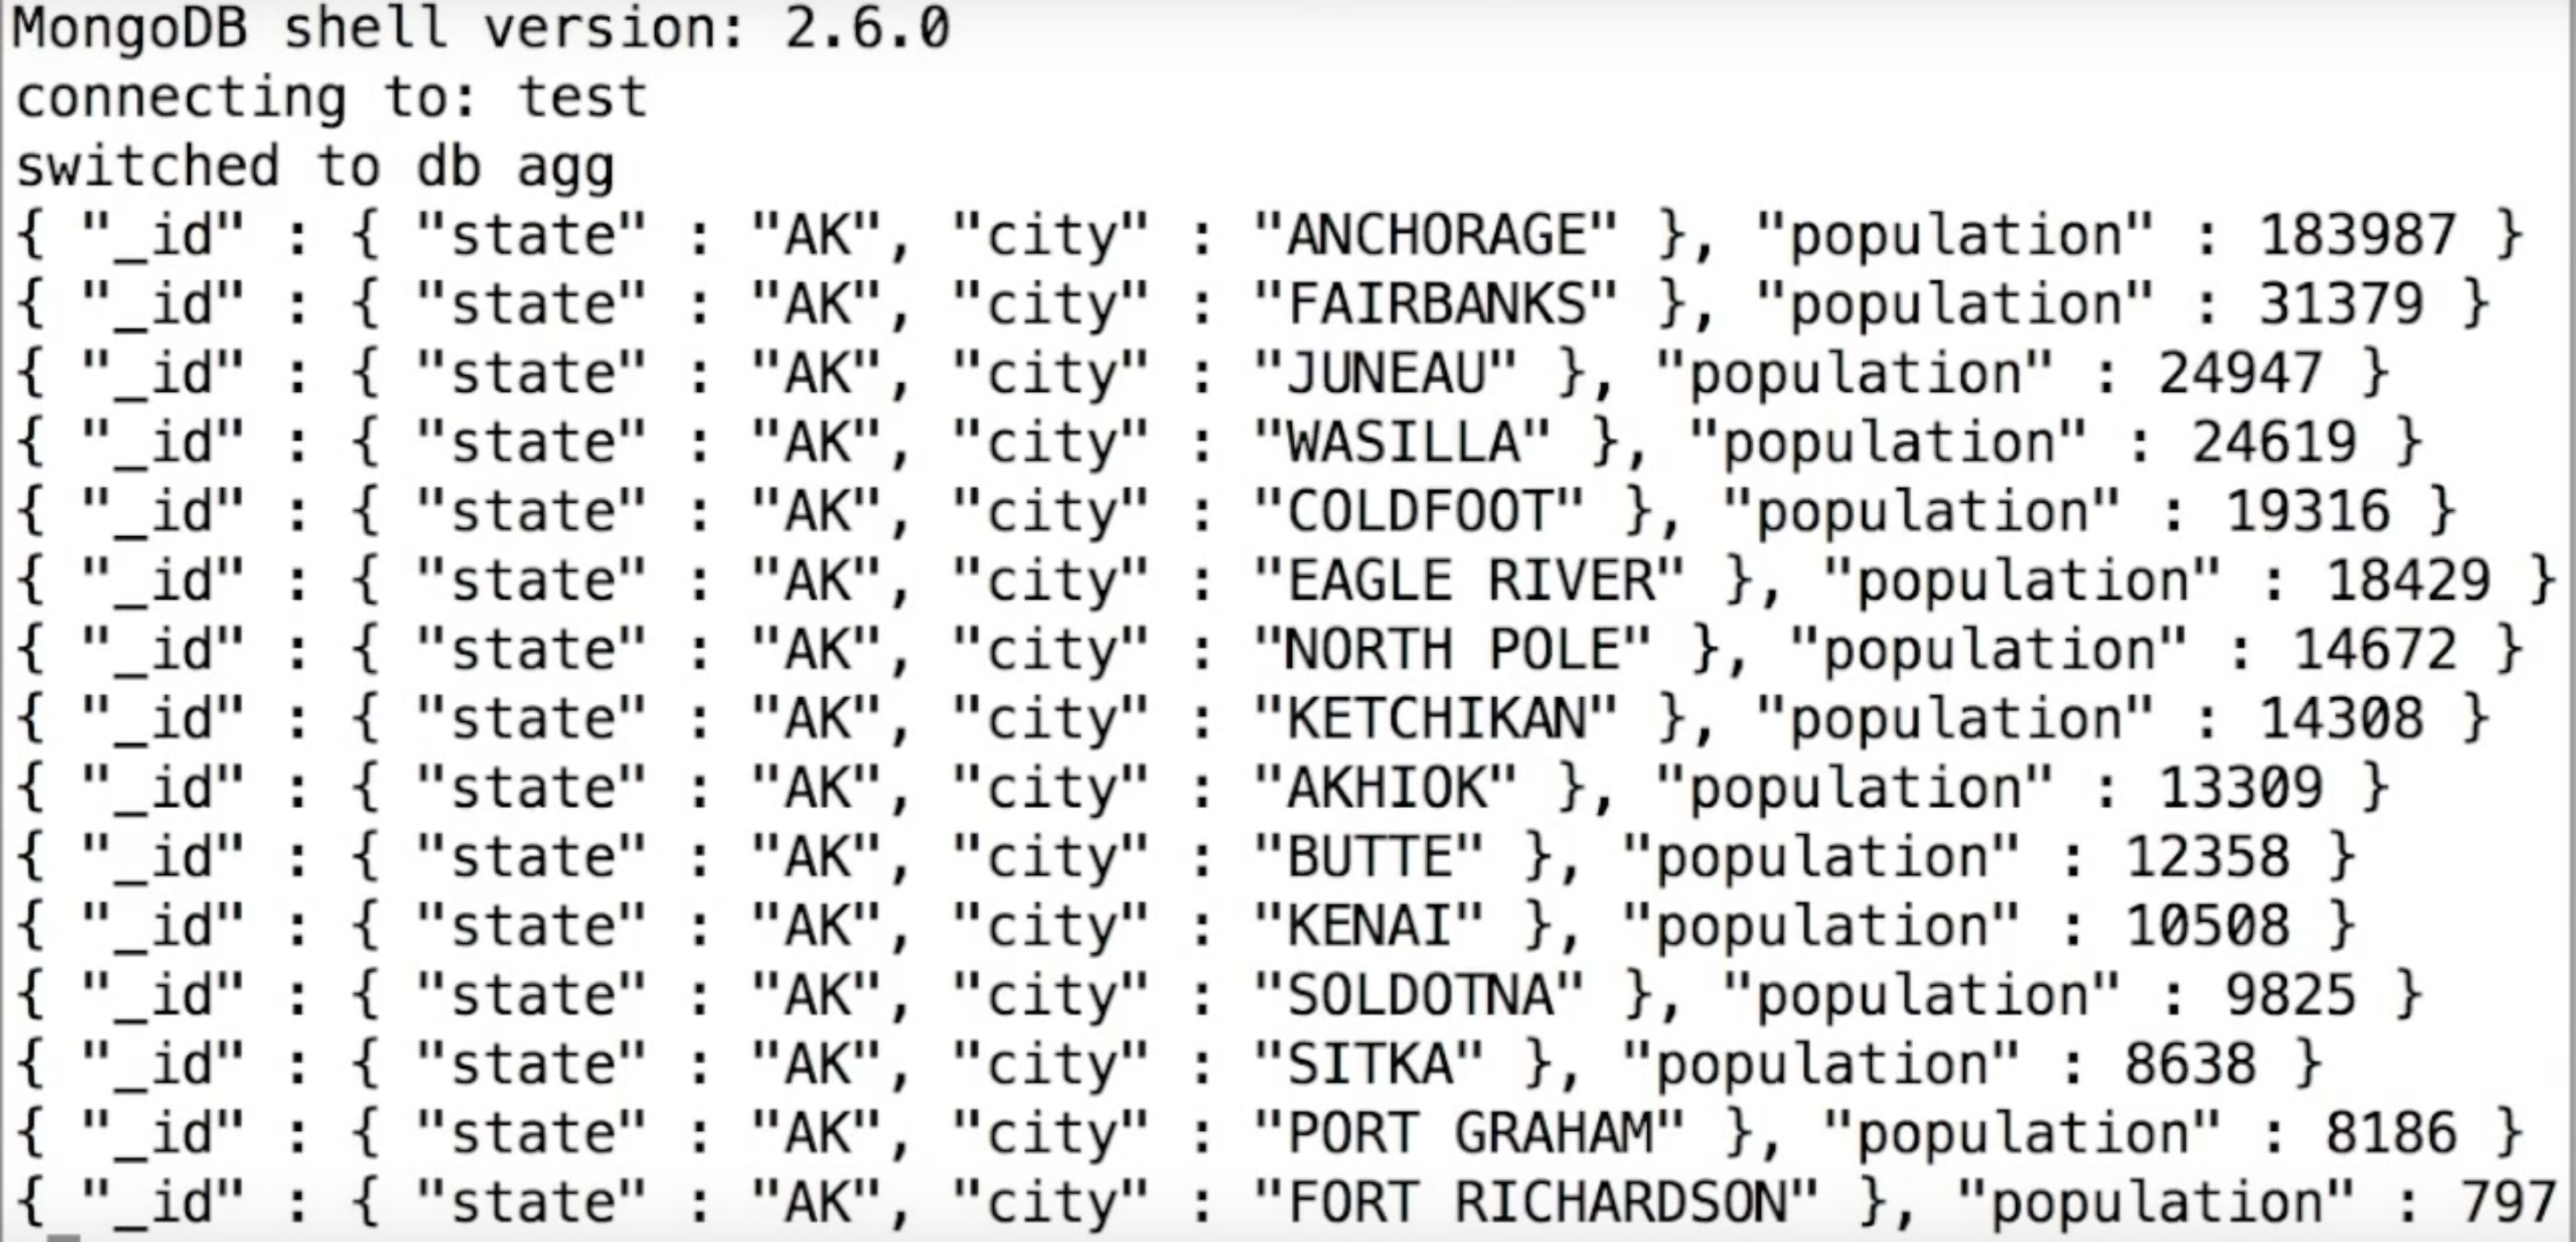 MongoDB shell version: 2.6.0
connecting to: test
switched to db agg
{ "_id" : { "state" : "AK", "city" : "ANCHORAGE" }, "population" : 183987 }
{ "_id" : { "state" : "AK", "city" : "FAIRBANKS" }, "population" : 31379 }
{ "_id" : { "state" : "AK", "city" : "JUNEAU" }, "population" : 24947 }
{ "_id" : { "state" : "AK", "city" : "WASILLA" }, "population" : 24619 }
{ "_id" : { "state" : "AK", "city" : "COLDFOOT" }, "population" : 19316 }
{ "_id" : { "state" : "AK", "city" : "EAGLE RIVER" }, "population" : 18429 }
{ "_id" : { "state" : "AK", "city" : "NORTH POLE" }, "population" : 14672 }
{ "_id" : { "state" : "AK", "city" : "KETCHIKAN" }, "population" : 14308 }
{ "_id" : { "state" : "AK", "city" : "AKHIOK" }, "population" : 13309 }
{ "_id" : { "state" : "AK", "city" : "BUTTE" }, "population" : 12358 }
{ "_id" : { "state" : "AK", "city" : "KENAI" }, "population" : 10508 }
{ "_id" : { "state" : "AK", "city" : "SOLDOTNA" }, "population" : 9825 }
{ "_id" : { "state" : "AK", "city" : "SITKA" }, "population" : 8638 }
{ "_id" : { "state" : "AK", "city" : "PORT GRAHAM" }, "population" : 8186 }
{ "_id" : { "state" : "AK", "city" : "FORT RICHARDSON" }, "population" : 797